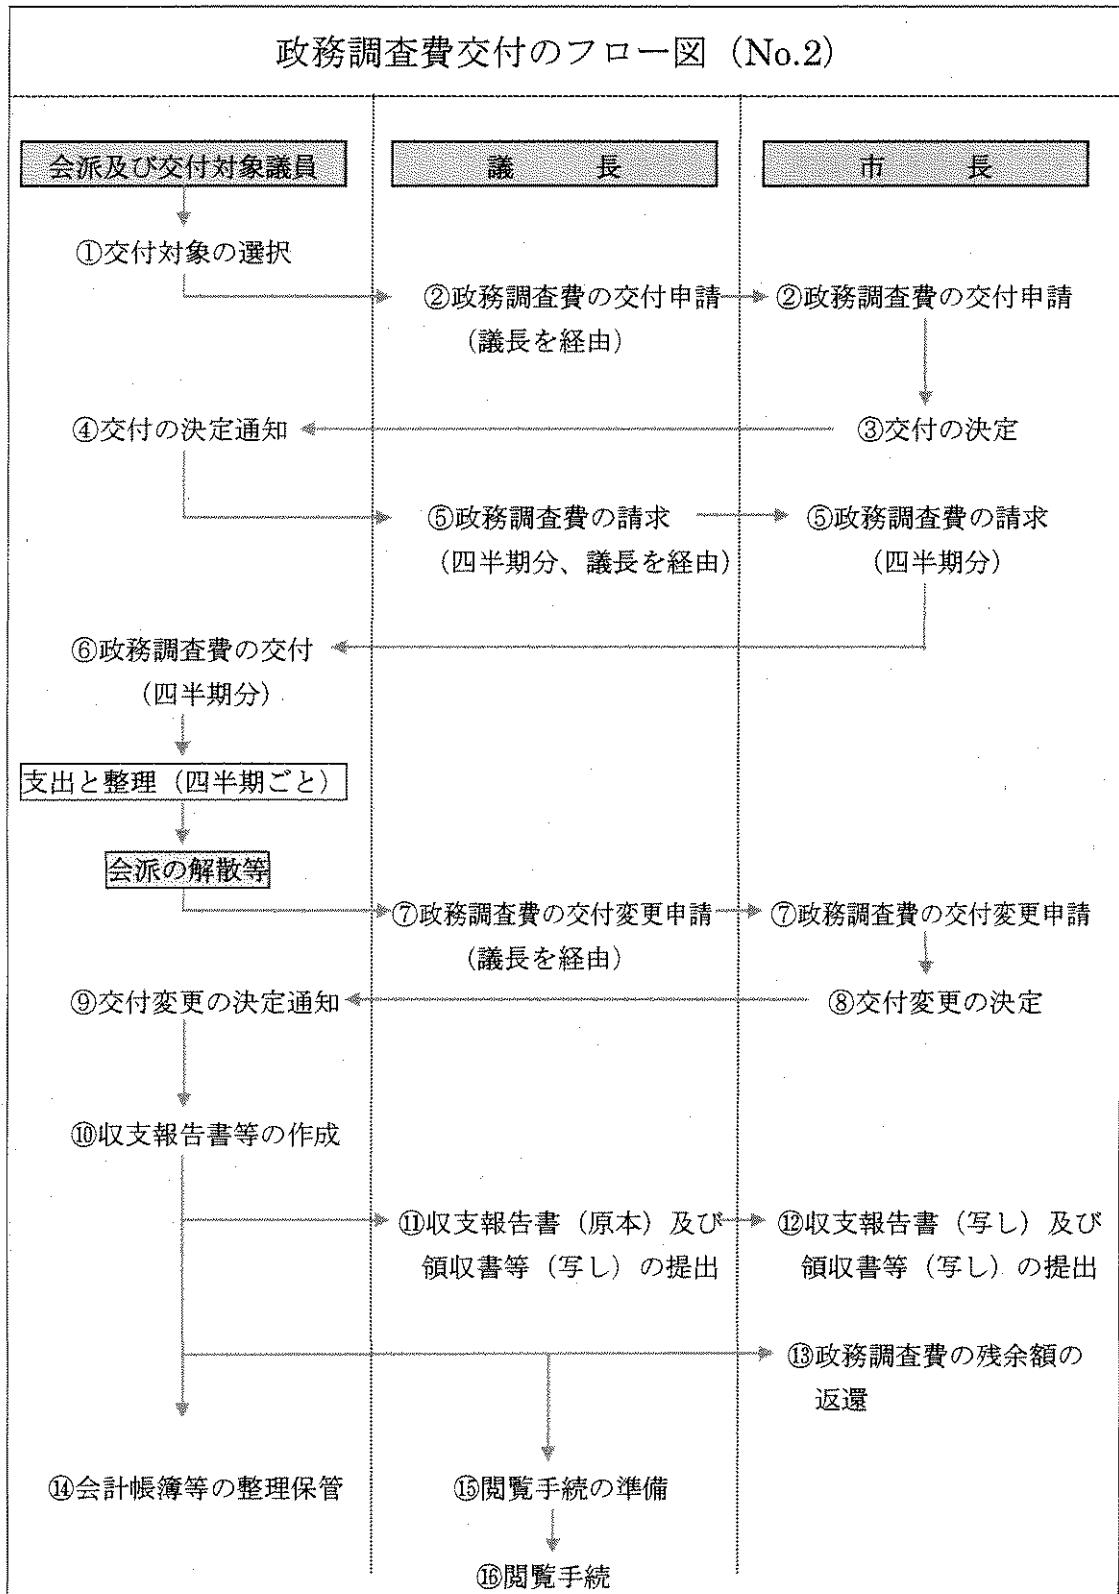 政務調査費交付のフロー図（No.2）
会派及び交付対象議員
議　　長
市　　長
①交付対象の選択
②政務調査費の交付申請
（議長を経由）
②政務調査費の交付申請
④交付の決定通知
③交付の決定
⑤政務調査費の請求
（四半期分、議長を経由）
⑤政務調査費の請求
（四半期分）
⑥政務調査費の交付
（四半期分）
支出と整理（四半期ごと）
会派の解散等
⑦政務調査費の交付変更申請
（議長を経由）
⑦政務調査費の交付変更申請
⑨交付変更の決定通知
⑧交付変更の決定
⑩収支報告書等の作成
⑪収支報告書（原本）及び
領収書等（写し）の提出
⑫収支報告書（写し）及び
領収書等（写し）の提出
⑬政務調査費の残余額の
返還
⑭会計帳簿等の整理保管
⑮閲覧手続の準備
⑯閲覧手続